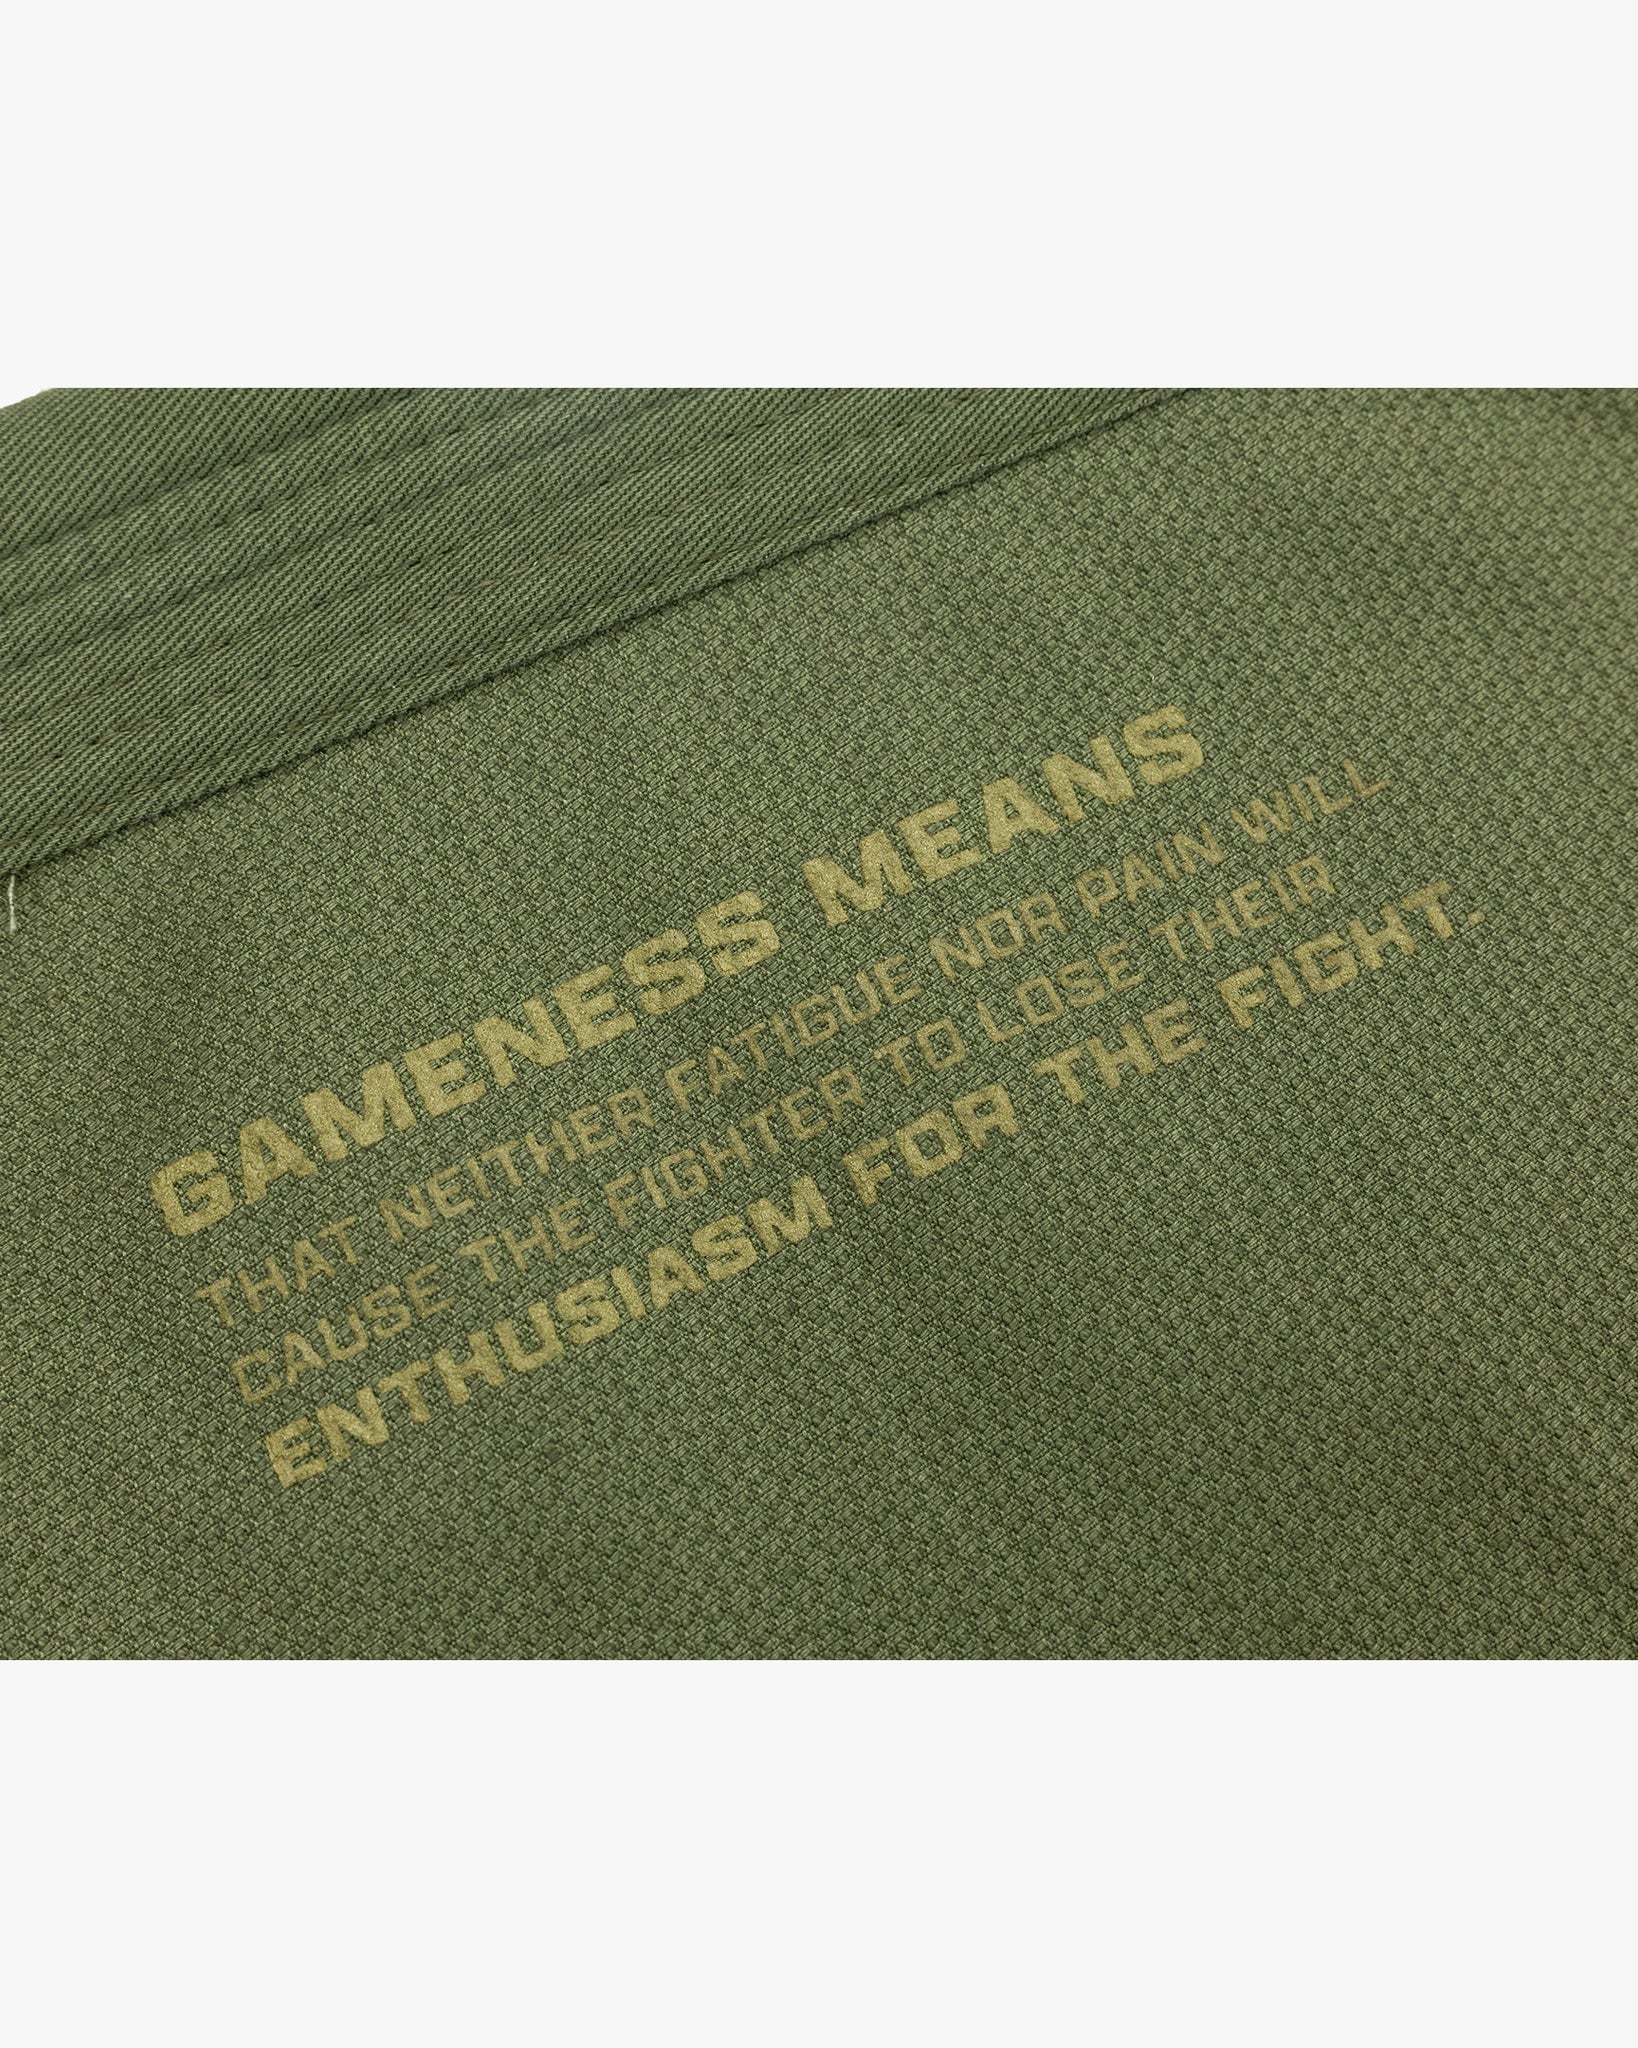 GAMENESS MEANS
THAT NEITHER FATIGUE NOR PAIN WILL
CAUSE THE FIGHTER TO LOSE THEIR
ENTHUSIASM FOR THE FIGHT.